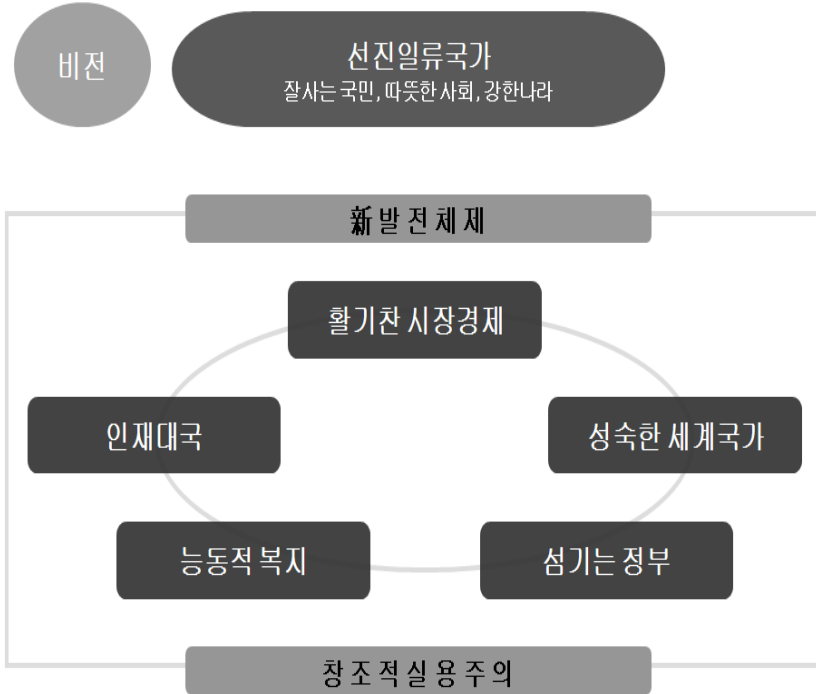 비전
선진일류국가
잘사는 국민, 따뜻한 사회, 강한나라
新발전체제
활기찬 시장경제
인재대국
성숙한 세계국가
능동적 복지
섬기는 정부
창조적실용주의